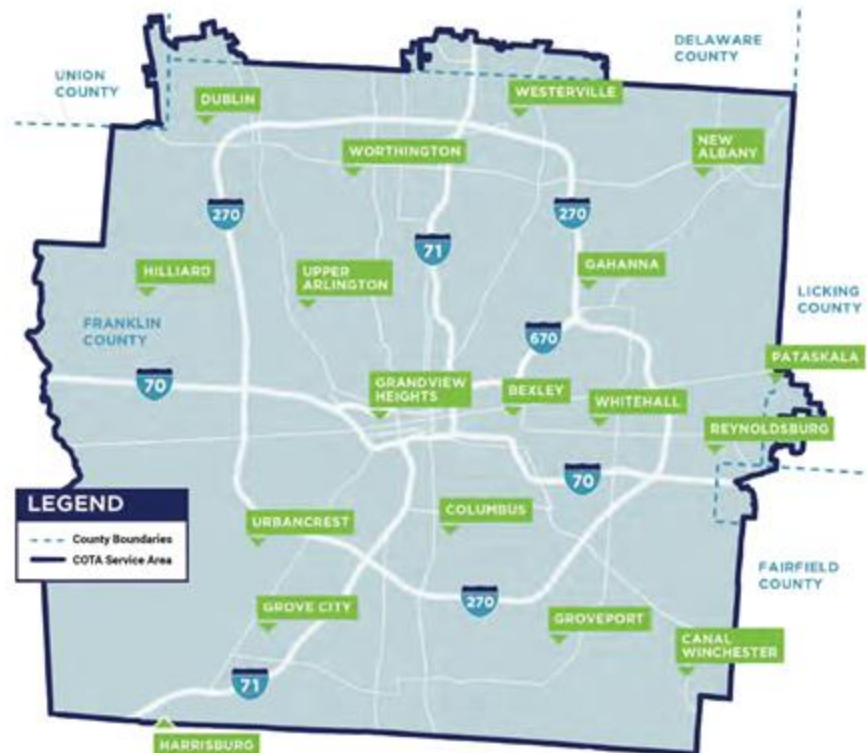 DELAWARE
COUNTY
UNION
COUNTY
DUBLIN
WESTERVILLE
WORTHINGTON
NEW
ALBANY
270
270
71
HILLIARD
UPPER
ARLINGTON
GAHANNA
LICKING
COUNTY
FRANKLIN
COUNTY
670
PATASKALA
70
GRANDVIEW
HEIGHTS
BEXLEY
WHITEHALL
REYNOLDSBURG
70
LEGEND
County Boundaries
COTA Service Area
URBANCREST
COLUMBUS
FAIRFIELD
COUNTY
270
GROVE CITY
GROVEPORT
CANAL
WINCHESTER
71
HARRISBURG